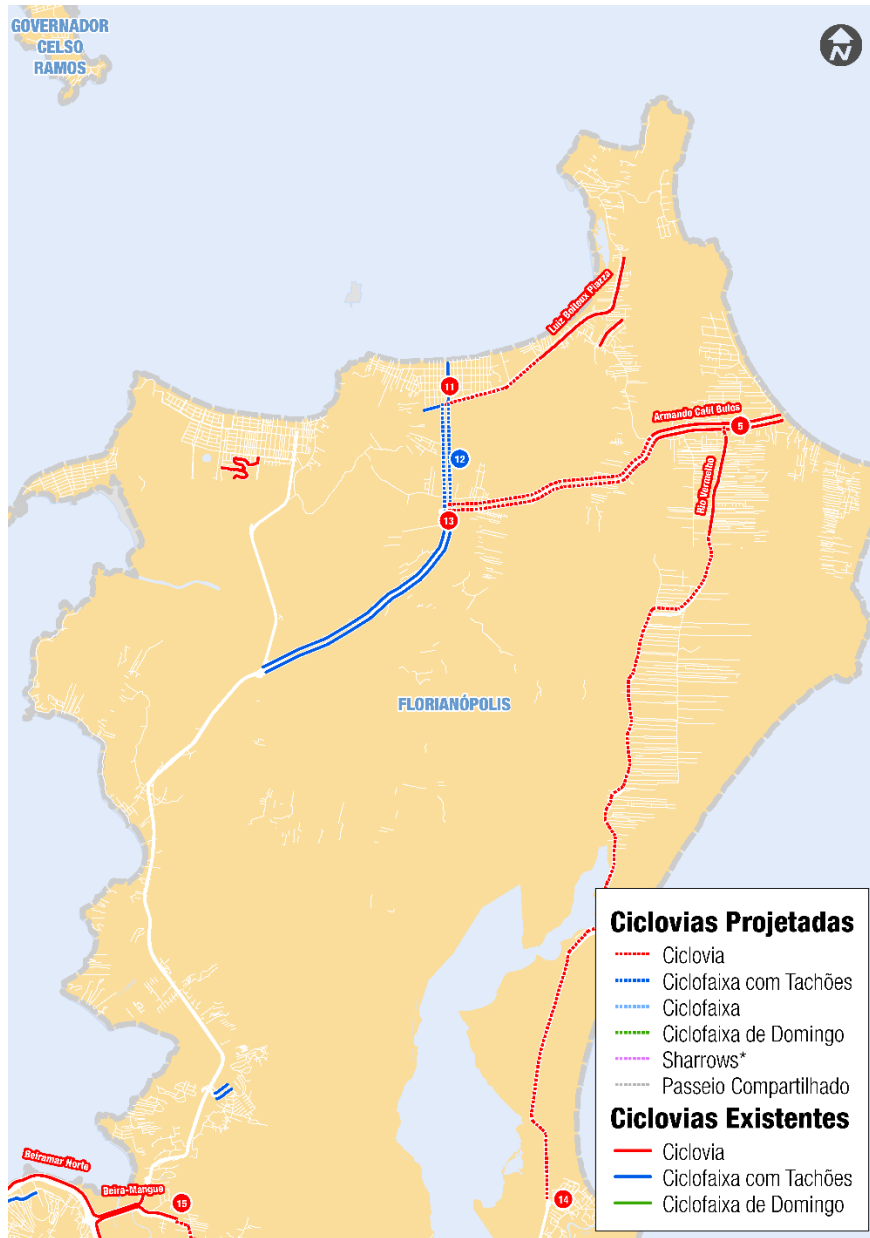 GOVERNADOR
CELSO
RAMOS
N
Luiz Boiteux Piazza
11
Armando Calil Bulos
5
12
Rio Vermelho
13
FLORIANÓPOLIS
Ciclovias Projetadas
Ciclovia
Ciclofaixa com Tachões
Ciclofaixa
Ciclofaixa de Domingo
Sharrows*
Passeio Compartilhado
Ciclovias Existentes
Ciclovia
Ciclofaixa com Tachões
Ciclofaixa de Domingo
Beiramar Norte
Beira-Mangue
15
14